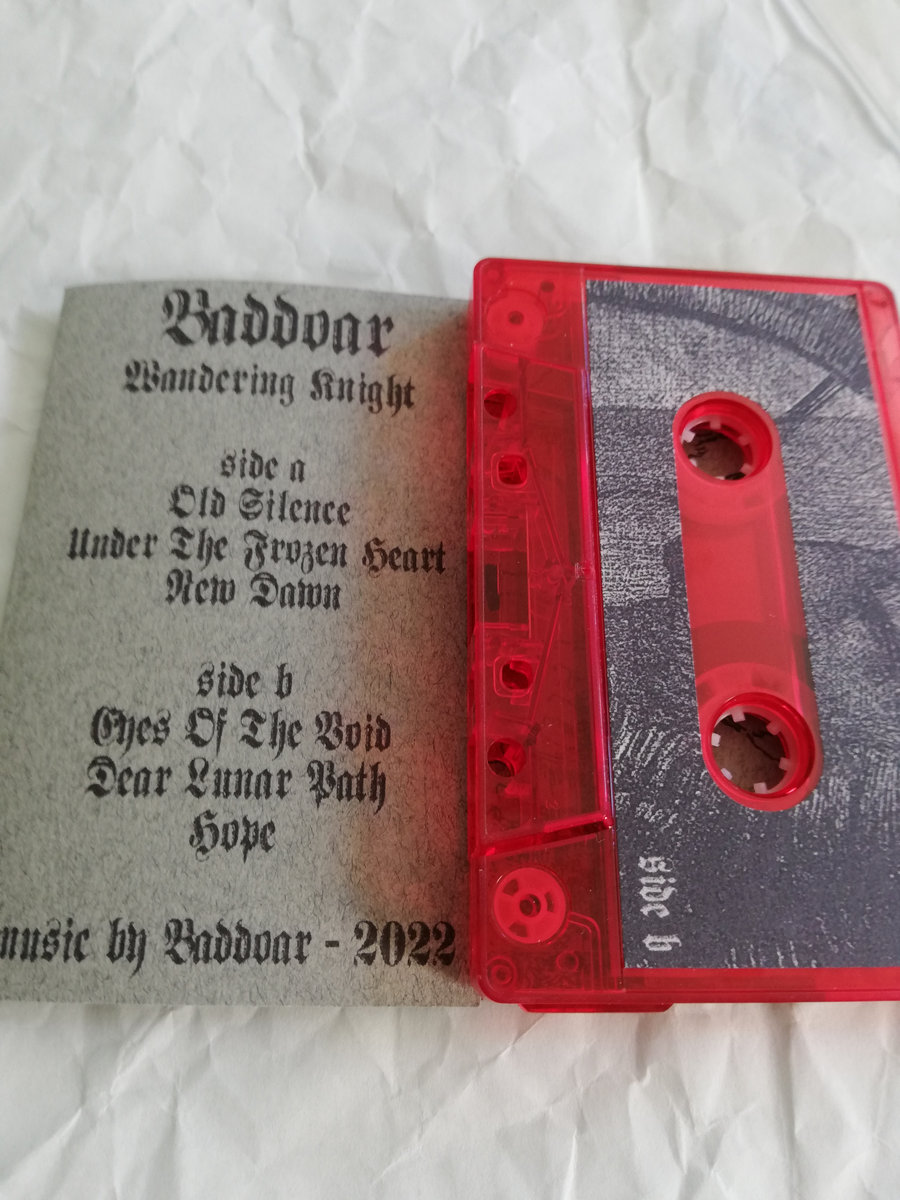 Baddoar
Wandering Knight
side a
Old Silence
Under The Frozen Heart
New Dawn
side b
Eyes Of The Void
Dear Lunar Path
Hope
music by Baddoar - 2022
side b